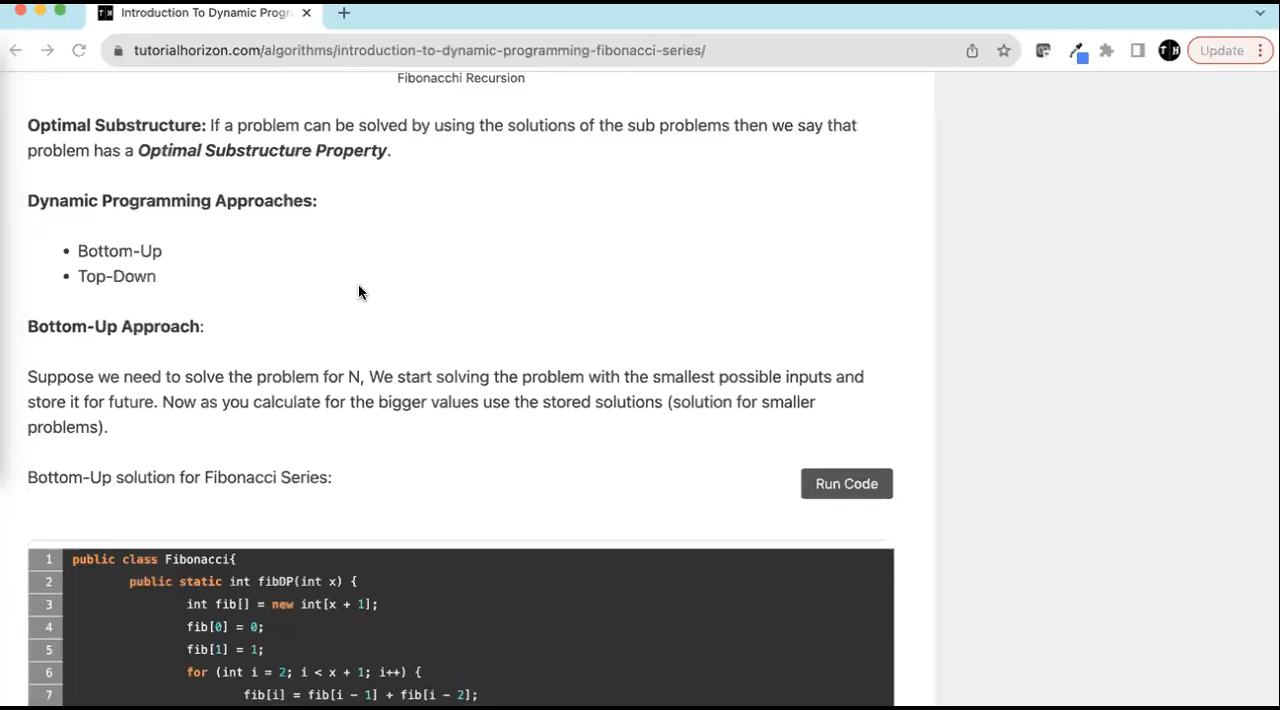 Introduction To Dynamic Progr
tutorialhorizon.com/algorithms/introduction-to-dynamic-programming-fibonacci-series/
T H
Update
Fibonacchi Recursion
Optimal Substructure: If a problem can be solved by using the solutions of the sub problems then we say that
problem has a Optimal Substructure Property.
Dynamic Programming Approaches:
• Bottom-Up
• Top-Down
Bottom-Up Approach:
Suppose we need to solve the problem for N, We start solving the problem with the smallest possible inputs and
store it for future. Now as you calculate for the bigger values use the stored solutions (solution for smaller
problems).
Bottom-Up solution for Fibonacci Series:
Run Code
1 public class Fibonacci{
2 public static int fibDP(int x) {
3 int fib[] = new int[x + 1];
4 fib[0] = 0;
5 fib[1] = 1;
6 for (int i = 2; i < x + 1; i++) {
7 fib[i] = fib[i - 1] + fib[i - 2];